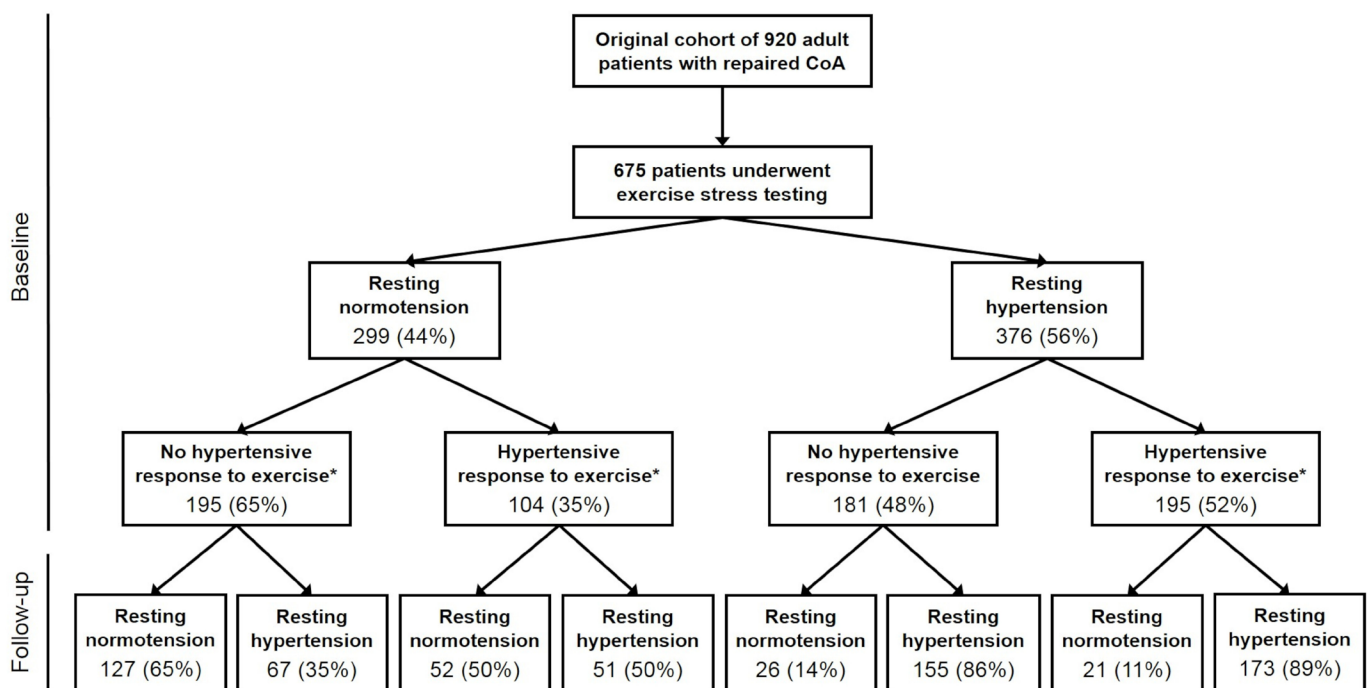 Original cohort of 920 adult
patients with repaired CoA
675 patients underwent
exercise stress testing
Baseline
Resting
normotension
299 (44%)
Resting
hypertension
376 (56%)
No hypertensive
response to exercise*
195 (65%)
Hypertensive
response to exercise*
104 (35%)
No hypertensive
response to exercise
181 (48%)
Hypertensive
response to exercise*
195 (52%)
Follow-up
Resting
normotension
127 (65%)
Resting
hypertension
67 (35%)
Resting
normotension
52 (50%)
Resting
hypertension
51 (50%)
Resting
normotension
26 (14%)
Resting
hypertension
155 (86%)
Resting
normotension
21 (11%)
Resting
hypertension
173 (89%)